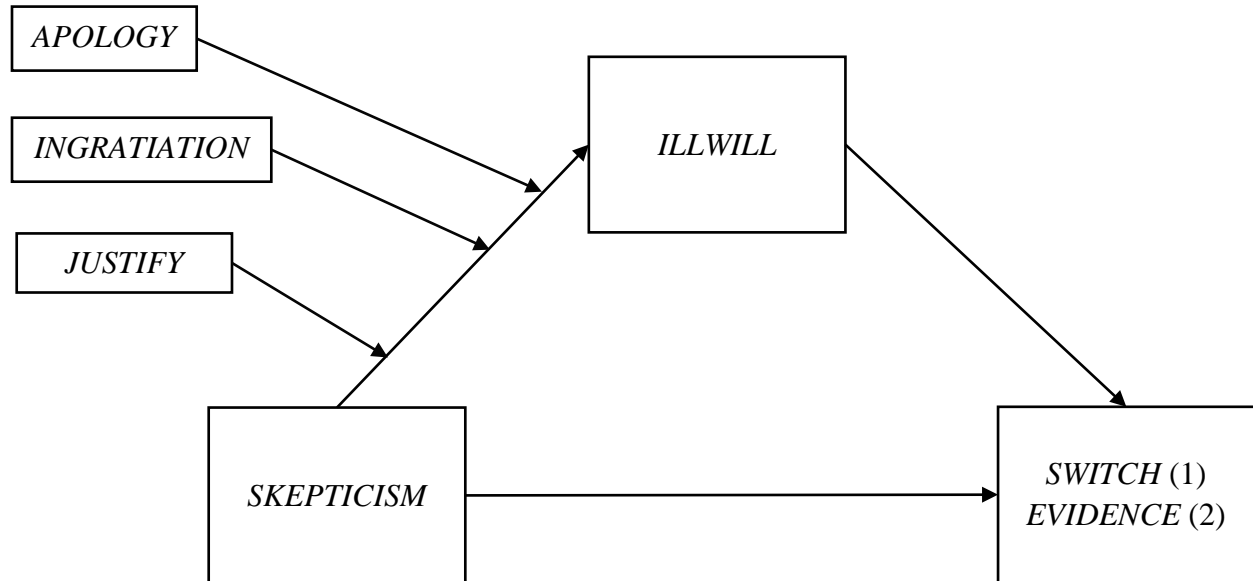 APOLOGY
INGRATIATION
JUSTIFY
ILLWILL
SKEPTICISM
SWITCH (1)
EVIDENCE (2)